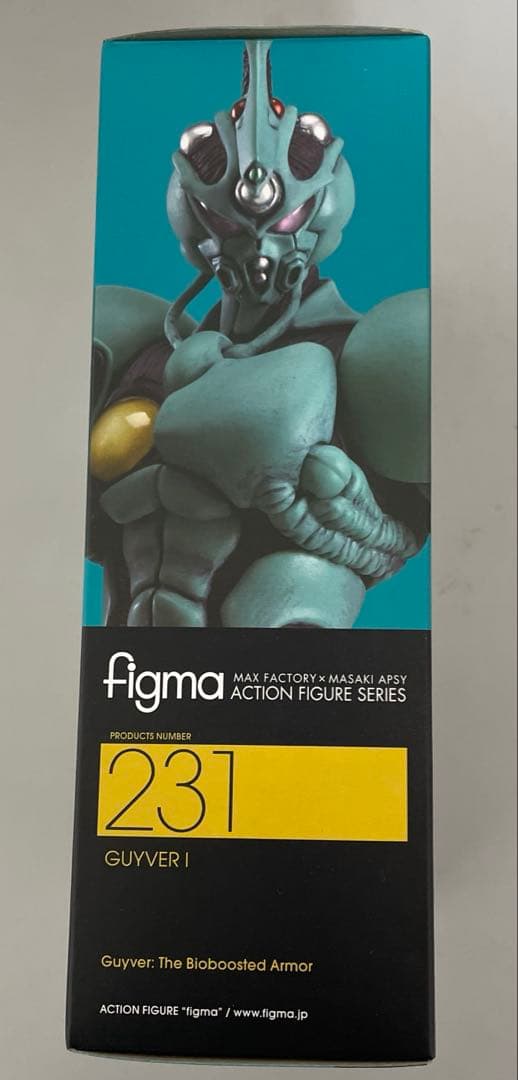 figma MAX FACTORY × MASAKI APSY
ACTION FIGURE SERIES
PRODUCTS NUMBER
231
GUYVER I
Guyver: The Bioboosted Armor
ACTION FIGURE "figma" / www.figma.jp